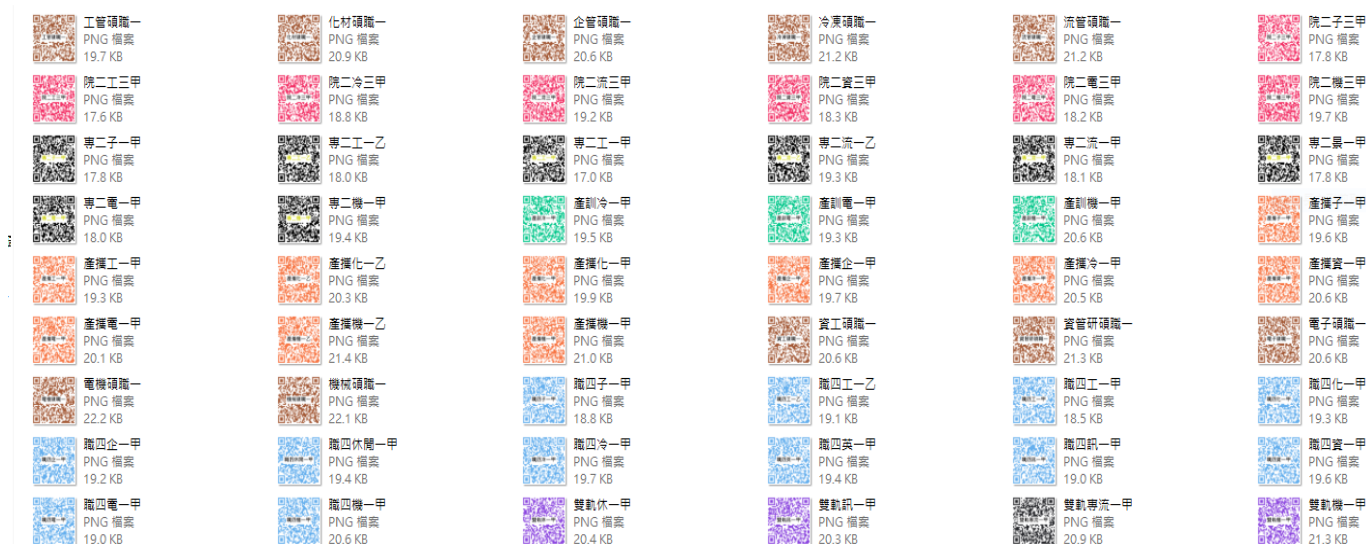 工管碩職一
PNG 檔案
19.7 KB
化材碩職一
PNG 檔案
20.9 KB
企管碩職一
PNG 檔案
20.6 KB
冷凍碩職一
PNG 檔案
21.2 KB
流管碩職一
PNG 檔案
21.2 KB
院二子三甲
PNG 檔案
17.8 KB
院二工三甲
PNG 檔案
17.6 KB
院二冷三甲
PNG 檔案
18.8 KB
院二流三甲
PNG 檔案
19.2 KB
院二資三甲
PNG 檔案
18.3 KB
院二電三甲
PNG 檔案
18.2 KB
院二機三甲
PNG 檔案
19.7 KB
専二子一甲
PNG 檔案
17.8 KB
専二工一乙
PNG 檔案
18.0 KB
専二工一甲
PNG 檔案
17.0 KB
専二流一乙
PNG 檔案
19.3 KB
専二流一甲
PNG 檔案
18.1 KB
専二景一甲
PNG 檔案
17.8 KB
専二電一甲
PNG 檔案
18.0 KB
専二機一甲
PNG 檔案
19.4 KB
產訓冷一甲
PNG 檔案
19.5 KB
產訓電一甲
PNG 檔案
19.3 KB
產訓機一甲
PNG 檔案
20.6 KB
產攜子一甲
PNG 檔案
19.6 KB
產攜工一甲
PNG 檔案
19.3 KB
產攜化一乙
PNG 檔案
20.3 KB
產攜化一甲
PNG 檔案
19.9 KB
產攜企一甲
PNG 檔案
19.7 KB
產攜冷一甲
PNG 檔案
20.5 KB
產攜資一甲
PNG 檔案
20.6 KB
產攜電一甲
PNG 檔案
20.1 KB
產攜機一乙
PNG 檔案
21.4 KB
產攜機一甲
PNG 檔案
21.0 KB
資工碩職一
PNG 檔案
20.6 KB
資管研碩職一
PNG 檔案
21.3 KB
電子碩職一
PNG 檔案
20.6 KB
電機碩職一
PNG 檔案
22.2 KB
機械碩職一
PNG 檔案
22.1 KB
職四子一甲
PNG 檔案
18.8 KB
職四工一乙
PNG 檔案
19.1 KB
職四工一甲
PNG 檔案
18.5 KB
職四化一甲
PNG 檔案
19.3 KB
職四企一甲
PNG 檔案
19.2 KB
職四休閒一甲
PNG 檔案
19.4 KB
職四冷一甲
PNG 檔案
19.7 KB
職四英一甲
PNG 檔案
19.4 KB
職四訊一甲
PNG 檔案
19.0 KB
職四資一甲
PNG 檔案
19.6 KB
職四電一甲
PNG 檔案
19.0 KB
職四機一甲
PNG 檔案
20.6 KB
雙軌休一甲
PNG 檔案
20.4 KB
雙軌訊一甲
PNG 檔案
20.3 KB
雙軌専流一甲
PNG 檔案
20.9 KB
雙軌機一甲
PNG 檔案
21.3 KB